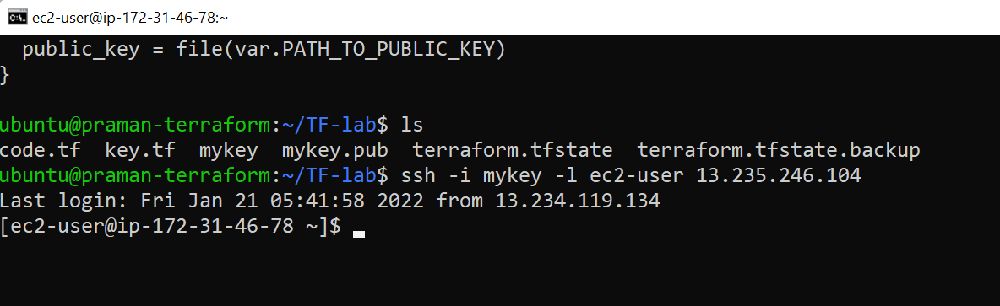 ec2-user@ip-172-31-46-78:~
  public_key = file(var.PATH_TO_PUBLIC_KEY)
}
ubuntu@praman-terraform:~/TF-lab$ ls
code.tf  key.tf  mykey  mykey.pub  terraform.tfstate  terraform.tfstate.backup
ubuntu@praman-terraform:~/TF-lab$ ssh -i mykey -l ec2-user 13.235.246.104
Last login: Fri Jan 21 05:41:58 2022 from 13.234.119.134
[ec2-user@ip-172-31-46-78 ~]$